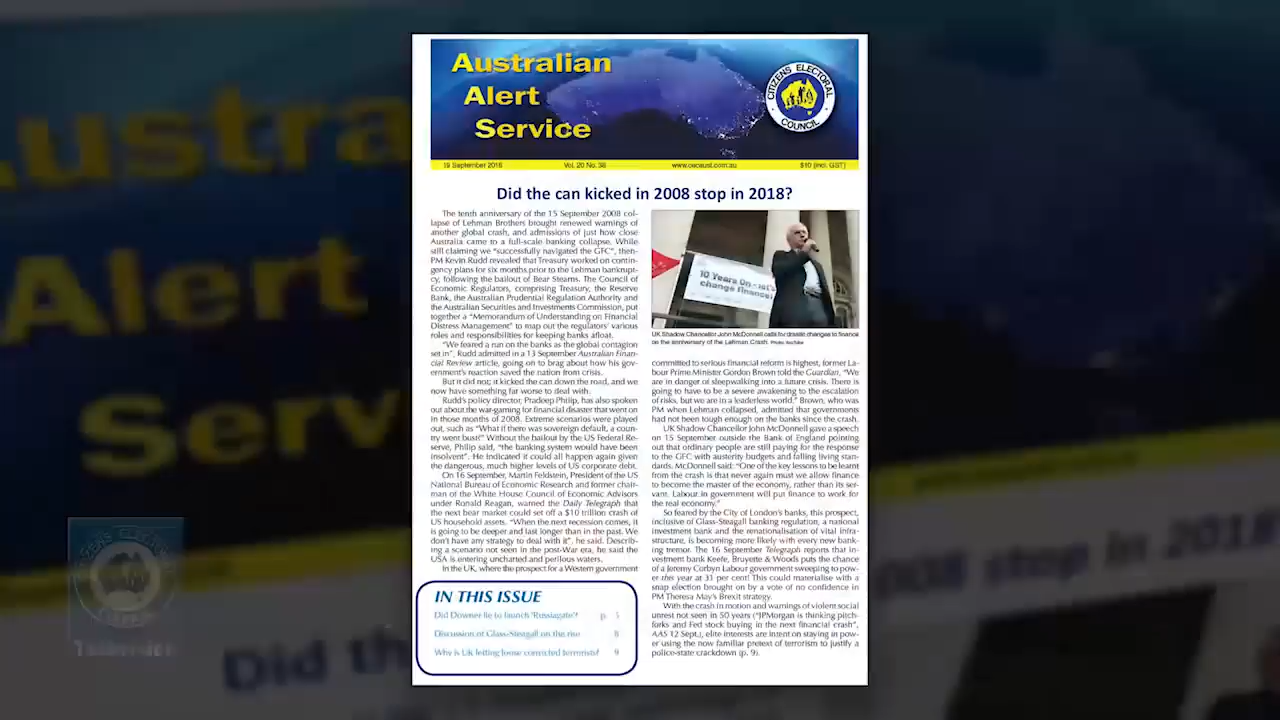 Australian
Alert
Service
CITIZENS ELECTORAL
COUNCIL
19 September 2018
Vol. 20 No. 38
www.cecaust.com.au
$10 (incl. GST)
Did the can kicked in 2008 stop in 2018?
The tenth anniversary of the 15 September 2008 col-
lapse of Lehman Brothers brought renewed warnings of
another global crash, and admissions of just how close
Australia came to a full-scale banking collapse. While
still claiming we "successfully navigated the GFC", then-
PM Kevin Rudd revealed that Treasury worked on contin-
gency plans for six months prior to the Lehman bankrupt-
cy, following the bailout of Bear Stearns. The Council of
Economic Regulators, comprising Treasury, the Reserve
Bank, the Australian Prudential Regulation Authority and
the Australian Securities and Investments Commission, put
together a "Memorandum of Understanding on Financial
Distress Management" to map out the regulators' various
roles and responsibilities for keeping banks afloat.
"We feared a run on the banks as the global contagion
set in", Rudd admitted in a 13 September Australian Finan-
cial Review article, going on to brag about how his gov-
ernment's reaction saved the nation from crisis.
But it did not; it kicked the can down the road, and we
now have something far worse to deal with.
Rudd's policy director, Pradeep Philip, has also spoken
out about the war-gaming for financial disaster that went on
in those months of 2008. Extreme scenarios were played
out, such as "What if there was sovereign default, a coun-
try went bust?" Without the bailout by the US Federal Re-
serve, Philip said, "the banking system would have been
insolvent". He indicated it could all happen again given
the dangerous, much higher levels of US corporate debt.
On 16 September, Martin Feldstein, President of the US
National Bureau of Economic Research and former chair-
man of the White House Council of Economic Advisors
under Ronald Reagan, warned the Daily Telegraph that
the next bear market could set off a $10 trillion crash of
US household assets. "When the next recession comes, it
is going to be deeper and last longer than in the past. We
don't have any strategy to deal with it", he said. Describ-
ing a scenario not seen in the post-War era, he said the
USA is entering uncharted and perilous waters.
In the UK, where the prospect for a Western government
10 Years On - let's
change finance!
UK Shadow Chancellor John McDonnell calls for drastic changes to finance
on the anniversary of the Lehman Crash. Photo: YouTube
committed to serious financial reform is highest, former La-
bour Prime Minister Gordon Brown told the Guardian, "We
are in danger of sleepwalking into a future crisis. There is
going to have to be a severe awakening to the escalation
of risks, but we are in a leaderless world." Brown, who was
PM when Lehman collapsed, admitted that governments
had not been tough enough on the banks since the crash.
UK Shadow Chancellor John McDonnell gave a speech
on 15 September outside the Bank of England pointing
out that ordinary people are still paying for the response
to the GFC with austerity budgets and falling living stan-
dards. McDonnell said: "One of the key lessons to be learnt
from the crash is that never again must we allow finance
to become the master of the economy, rather than its ser-
vant. Labour in government will put finance to work for
the real economy."
So feared by the City of London's banks, this prospect,
inclusive of Glass-Steagall banking regulation, a national
investment bank and the renationalisation of vital infra-
structure, is becoming more likely with every new bank-
ing tremor. The 16 September Telegraph reports that in-
vestment bank Keefe, Bruyette & Woods puts the chance
of a Jeremy Corbyn Labour government sweeping to pow-
er this year at 31 per cent! This could materialise with a
snap election brought on by a vote of no confidence in
PM Theresa May's Brexit strategy.
With the crash in motion and warnings of violent social
unrest not seen in 50 years ("JPMorgan is thinking pitch-
forks and Fed stock buying in the next financial crash",
AAS 12 Sept.), elite interests are intent on staying in pow-
er using the now familiar pretext of terrorism to justify a
police-state crackdown (p. 9).
IN THIS ISSUE
Did Downer lie to launch 'Russiagate'? p. 5
Discussion of Glass-Steagall on the rise 8
Why is UK letting loose convicted terrorists? 9